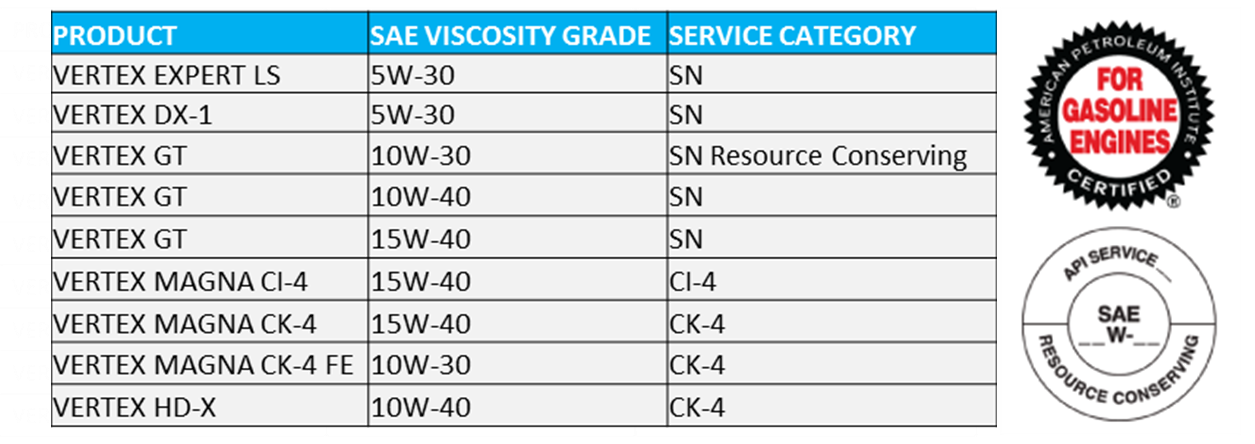 PRODUCT SAE VISCOSITY GRADE SERVICE CATEGORY
VERTEX EXPERT LS 5W-30 SN
VERTEX DX-1 5W-30 SN
VERTEX GT 10W-30 SN Resource Conserving
VERTEX GT 10W-40 SN
VERTEX GT 15W-40 SN
VERTEX MAGNA CI-4 15W-40 CI-4
VERTEX MAGNA CK-4 15W-40 CK-4
VERTEX MAGNA CK-4 FE 10W-30 CK-4
VERTEX HD-X 10W-40 CK-4
AMERICAN PETROLEUM INSTITUTE
FOR
GASOLINE
ENGINES
CERTIFIED
®
API SERVICE__
SAE
__W-__
RESOURCE CONSERVING